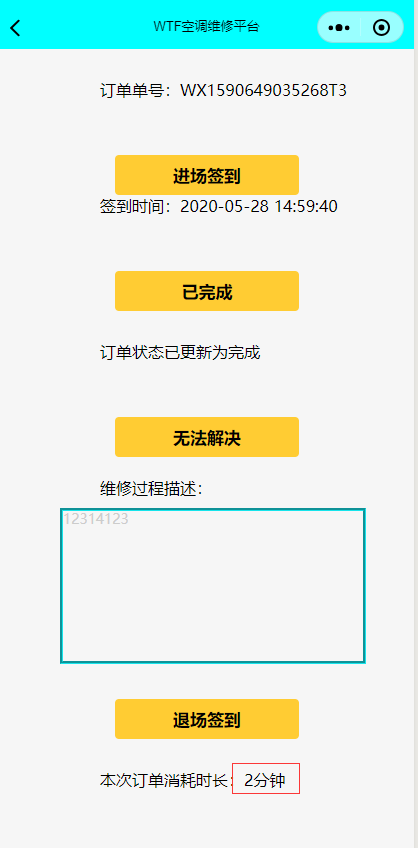 WTF空调维修平台
订单单号：WX1590649035268T3
进场签到
签到时间：2020-05-28 14:59:40
已完成
订单状态已更新为完成
无法解决
维修过程描述：
12314123
退场签到
本次订单消耗时长：2分钟